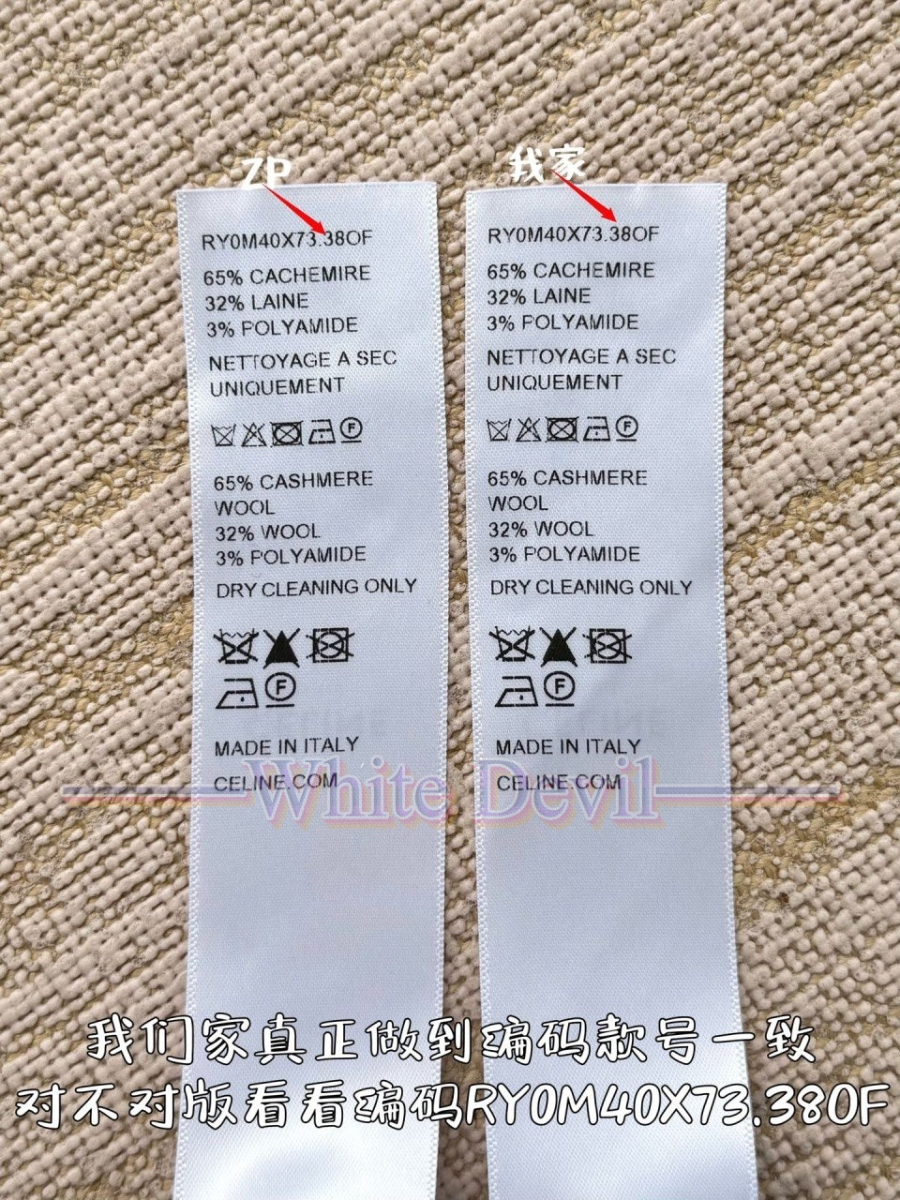 ZP
我家
RY0M40X73.38OF
65% CACHEMIRE
32% LAINE
3% POLYAMIDE
NETTOYAGE A SEC
UNIQUEMENT
F
65% CASHMERE
WOOL
32% WOOL
3% POLYAMIDE
DRY CLEANING ONLY
F
MADE IN ITALY
CELINE.COM
RY0M40X73.38OF
65% CACHEMIRE
32% LAINE
3% POLYAMIDE
NETTOYAGE A SEC
UNIQUEMENT
F
65% CASHMERE
WOOL
32% WOOL
3% POLYAMIDE
DRY CLEANING ONLY
F
MADE IN ITALY
CELINE.COM
White Devil
我们家真正做到编码款号一致
对不对版看看编码RY0M40X73.38OF